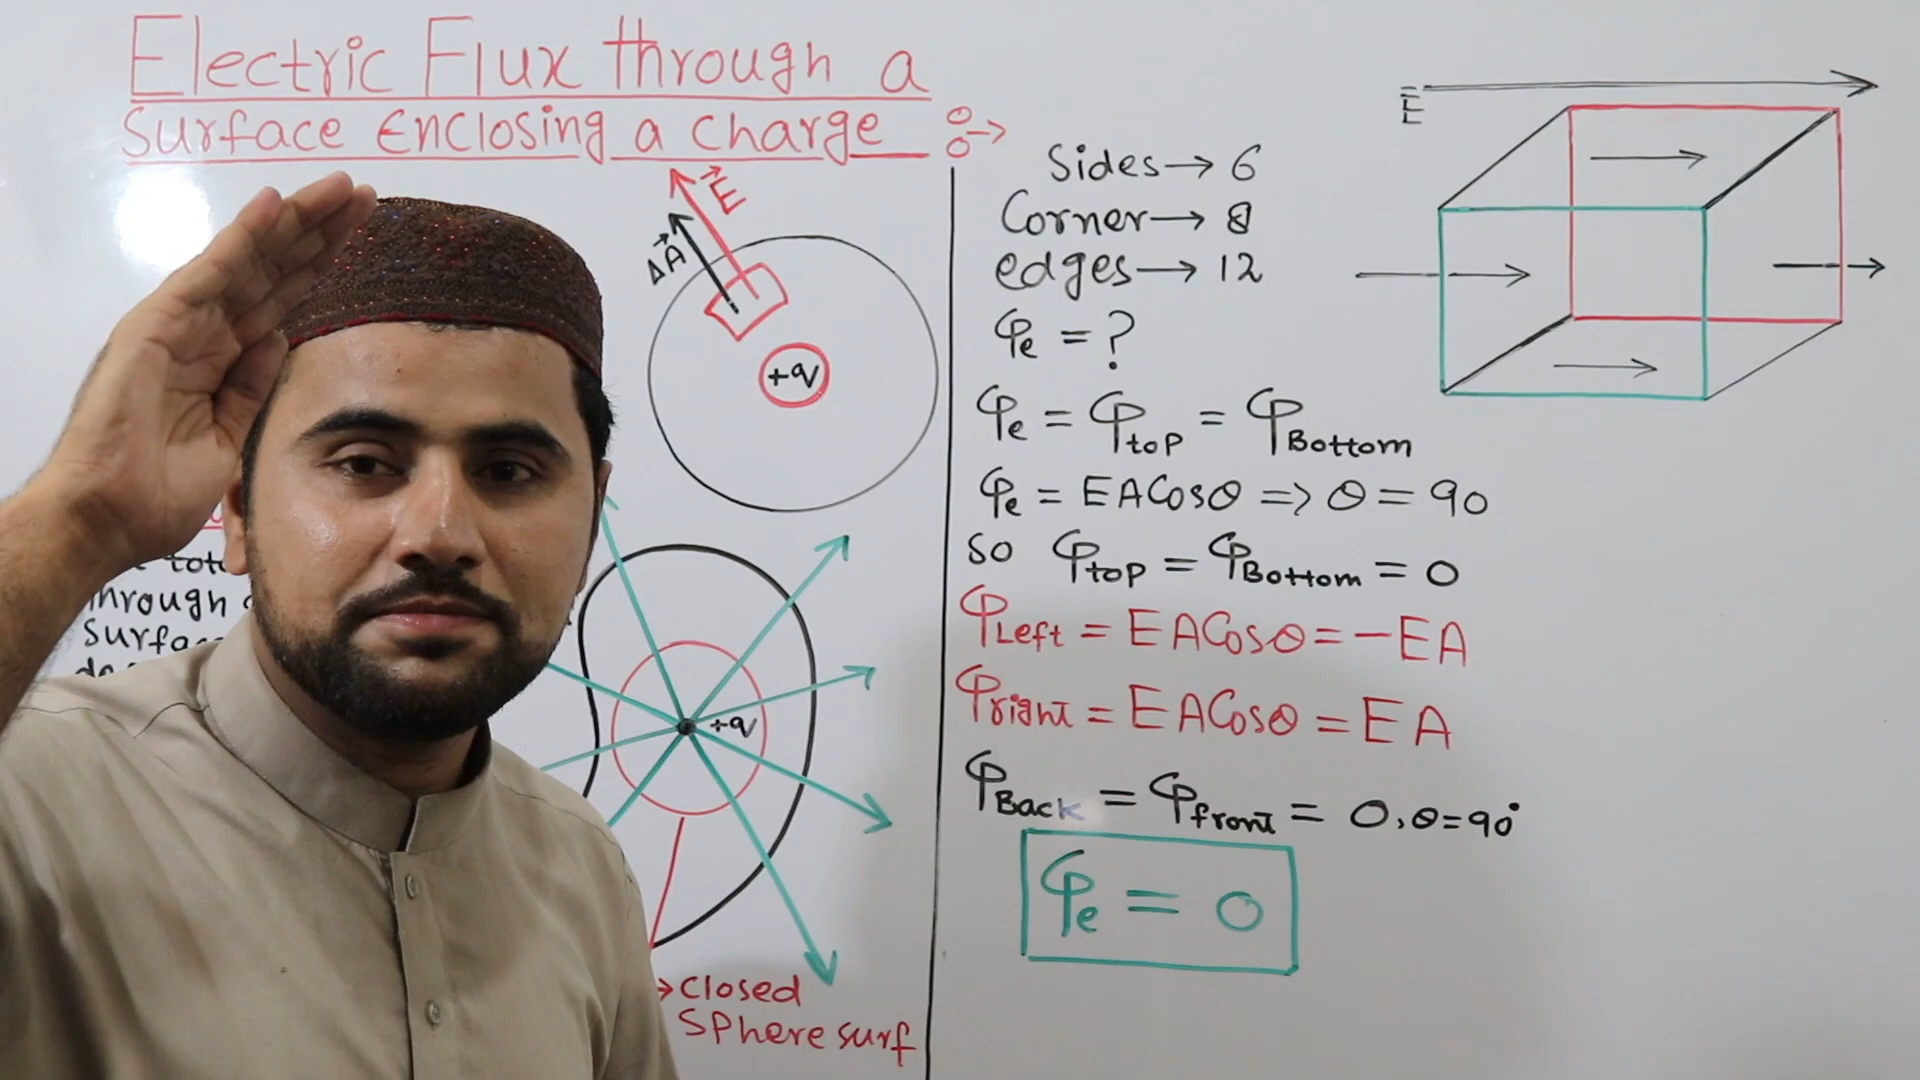 Electric Flux through a
Surface Enclosing a charge :->
E
ΔA
+q
through
+q
→ Closed
SPhere surf
Sides → 6
Corner → 8
edges → 12
φe = ?
φe = φtop = φBottom
φe = EACosθ => θ = 90
so φtop = φBottom = 0
φLeft = EACosθ = -EA
φright = EACosθ = EA
φBack = φfront = 0, θ=90°
φe = 0
E